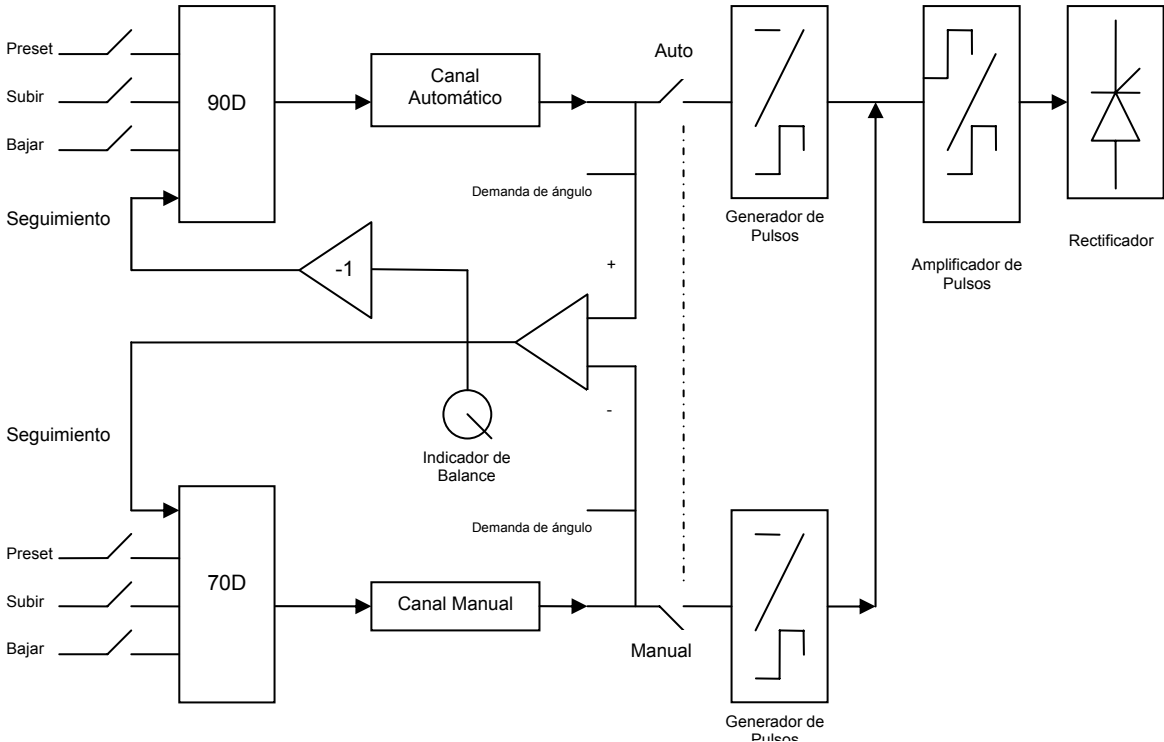 Preset
Subir
Bajar
90D
Canal
Automático
Auto
Seguimiento
Demanda de ángulo
Generador de
Pulsos
Amplificador de
Pulsos
Rectificador
-1
+
-
Indicador de
Balance
Seguimiento
Demanda de ángulo
Preset
Subir
Bajar
70D
Canal Manual
Manual
Generador de
Pulsos